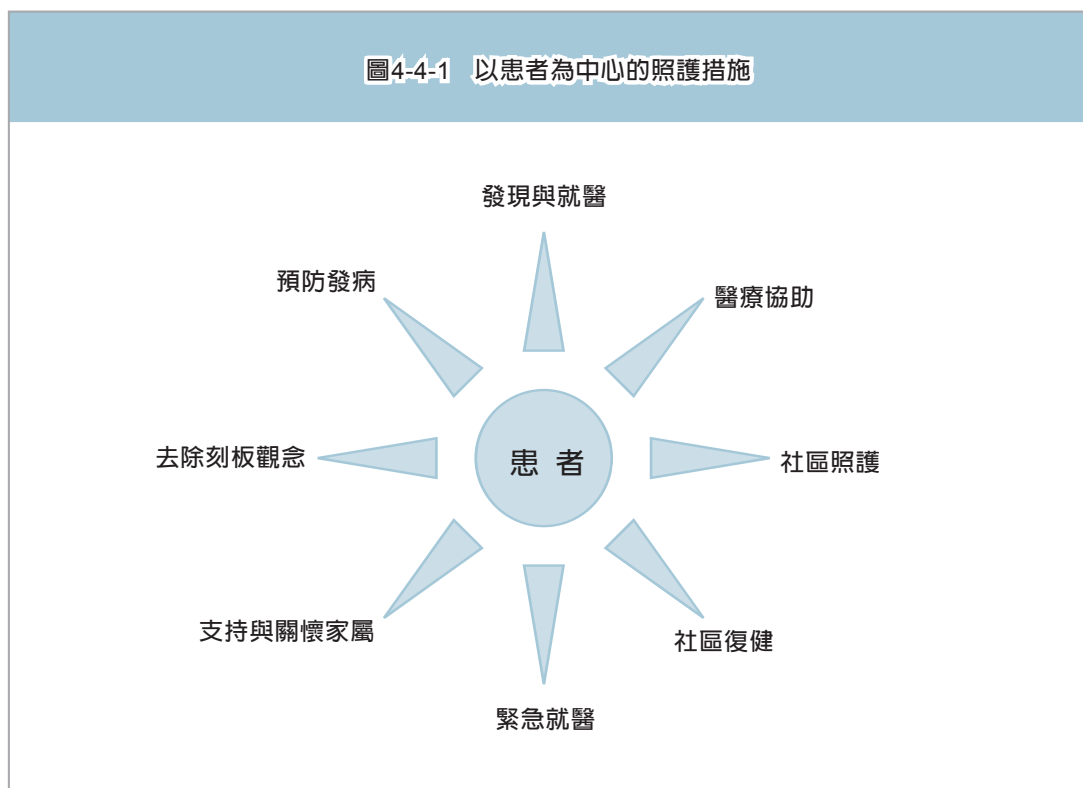 圖4-4-1 以患者為中心的照護措施
發現與就醫
預防發病
醫療協助
去除刻板觀念
患者
社區照護
支持與關懷家屬
社區復健
緊急就醫